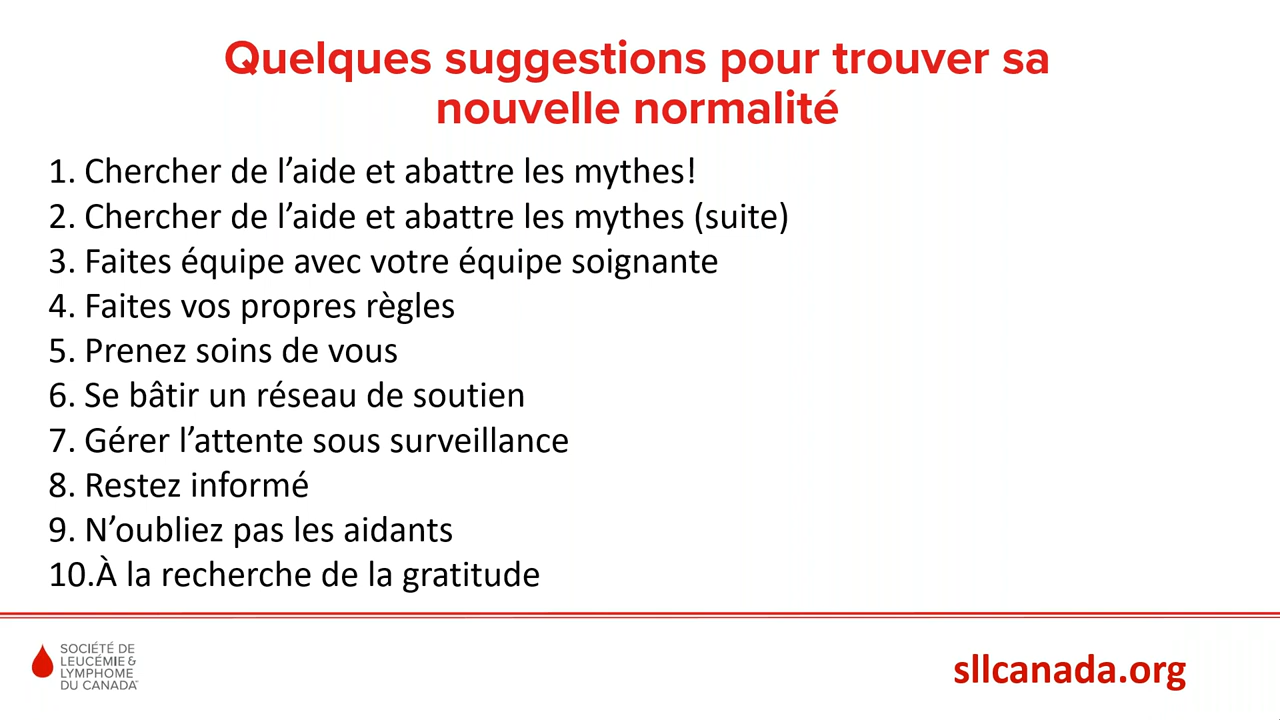 Quelques suggestions pour trouver sa
nouvelle normalité
1. Chercher de l’aide et abattre les mythes!
2. Chercher de l’aide et abattre les mythes (suite)
3. Faites équipe avec votre équipe soignante
4. Faites vos propres règles
5. Prenez soins de vous
6. Se bâtir un réseau de soutien
7. Gérer l’attente sous surveillance
8. Restez informé
9. N’oubliez pas les aidants
10.À la recherche de la gratitude
SOCIÉTÉ DE
LEUCÉMIE &
LYMPHOME
DU CANADA™
sllcanada.org